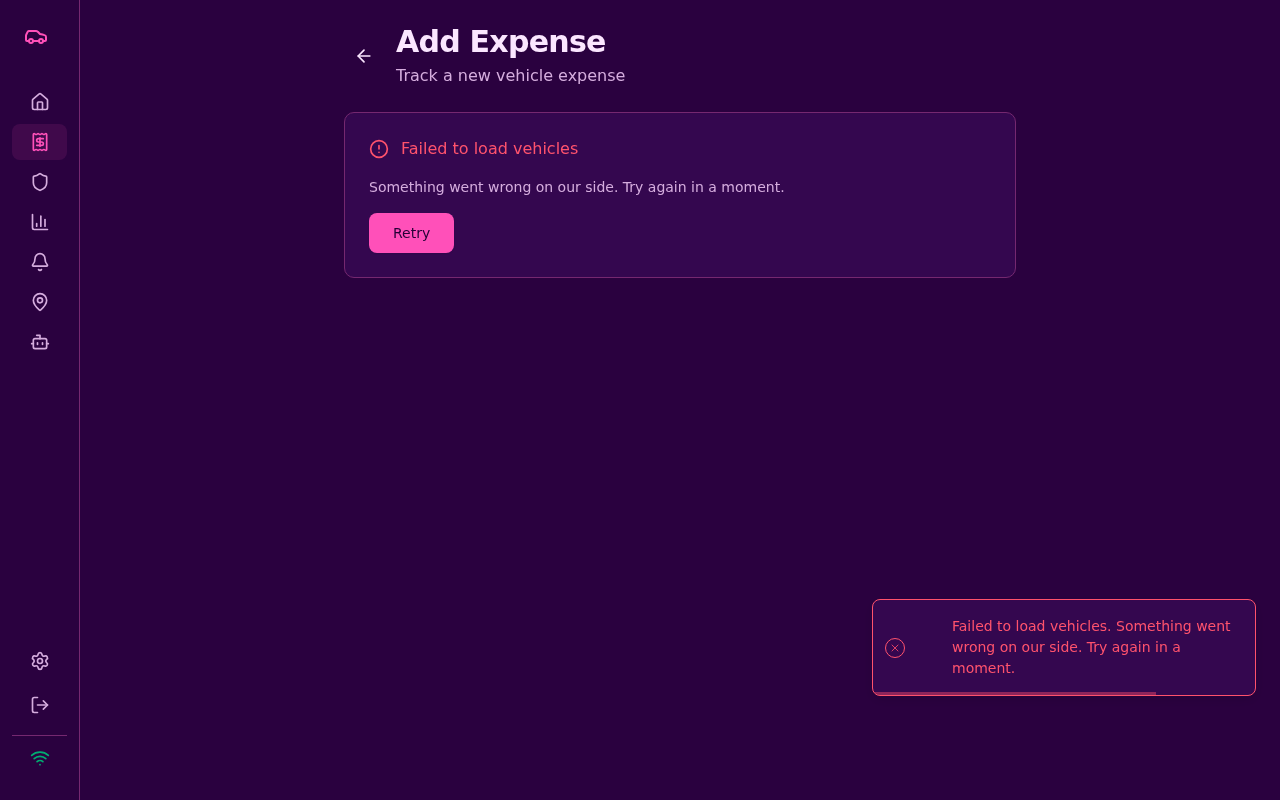 Add Expense
Track a new vehicle expense
Failed to load vehicles
Something went wrong on our side. Try again in a moment.
Retry
Failed to load vehicles. Something went
wrong on our side. Try again in a
moment.